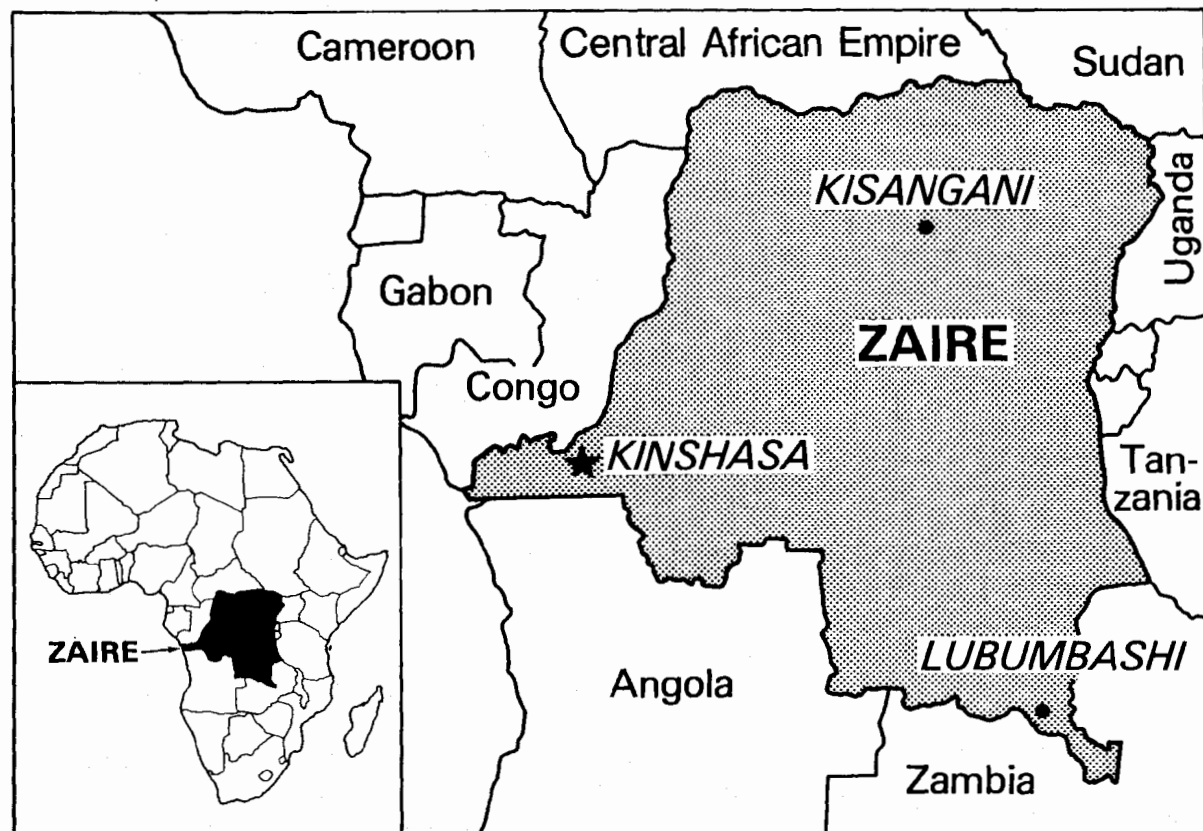 Cameroon
Central African Empire
Sudan
KISANGANI
Uganda
Gabon
ZAIRE
Congo
KINSHASA
Tan-
zania
ZAIRE
LUBUMBASHI
Angola
Zambia